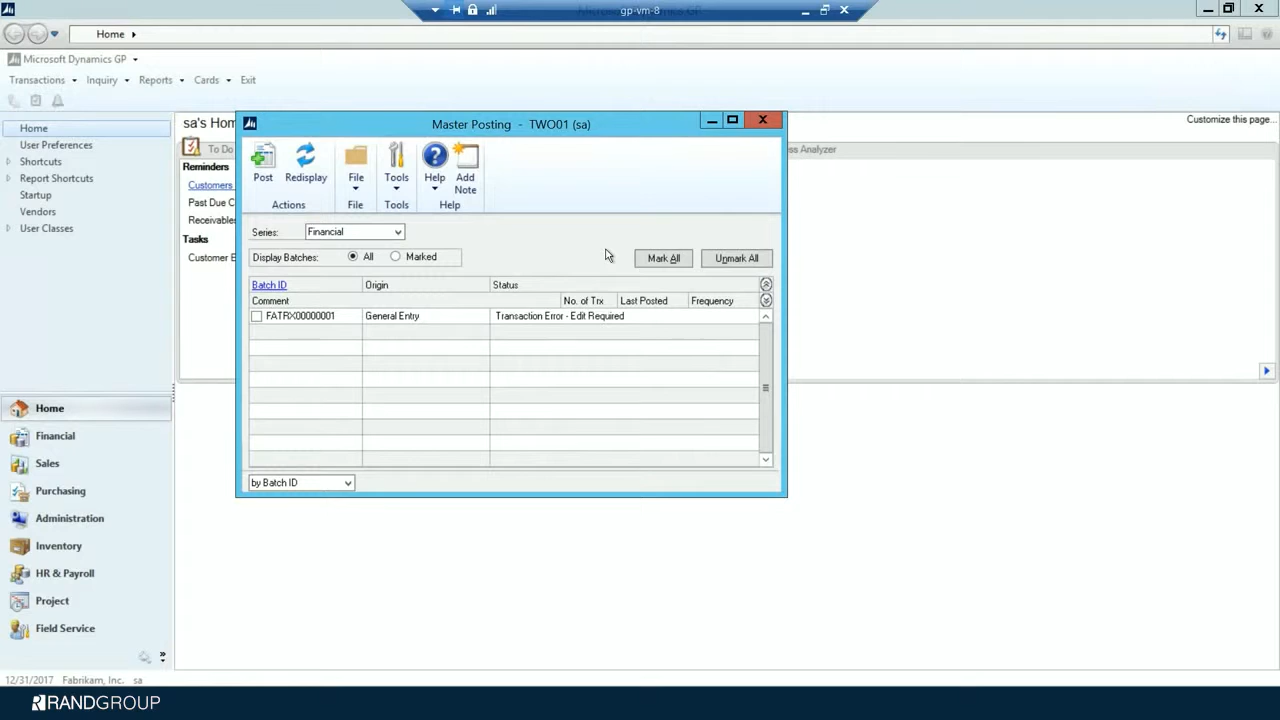 gp-vm-8
Home
Microsoft Dynamics GP
Transactions Inquiry Reports Cards Exit
Home
User Preferences
Shortcuts
Report Shortcuts
Startup
Vendors
User Classes
sa's Hom
Customize this page...
To Do
ss Analyzer
Reminders
Customers
Past Due C
Receivable
Tasks
Customer B
Master Posting - TWO01 (sa)
Post Redisplay File Tools Help Add Note
Actions File Tools Help
Series: Financial
Display Batches: All Marked Mark All Unmark All
Batch ID Origin Status
Comment No. of Trx Last Posted Frequency
FATRX00000001 General Entry Transaction Error - Edit Required
by Batch ID
Home
Financial
Sales
Purchasing
Administration
Inventory
HR & Payroll
Project
Field Service
12/31/2017 Fabrikam, Inc. sa
RANDGROUP